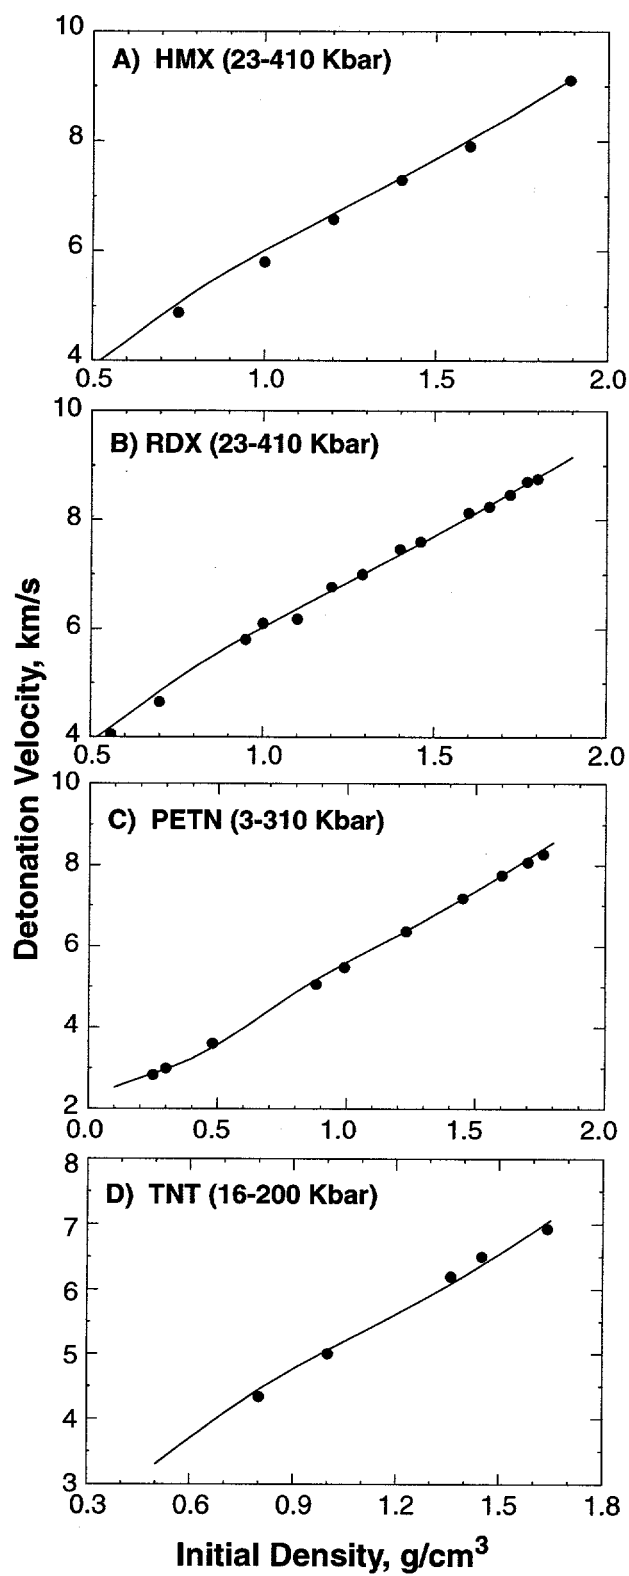 A) HMX (23-410 Kbar)
10
8
6
4
0.5 1.0 1.5 2.0
B) RDX (23-410 Kbar)
10
8
6
4
0.5 1.0 1.5 2.0
C) PETN (3-310 Kbar)
10
8
6
4
2
0.0 0.5 1.0 1.5 2.0
D) TNT (16-200 Kbar)
8
7
6
5
4
3
0.3 0.6 0.9 1.2 1.5 1.8
Detonation Velocity, km/s
Initial Density, g/cm³